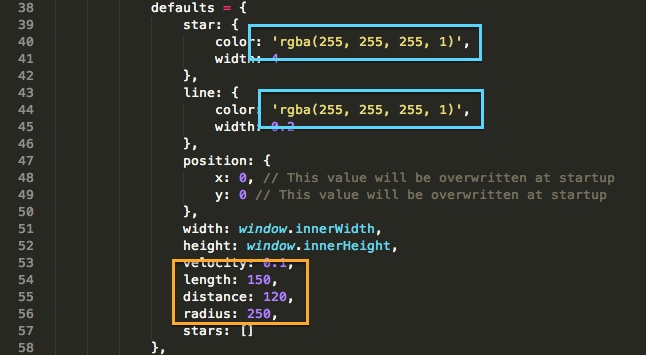 38 defaults = {
39 star: {
40 color: 'rgba(255, 255, 255, 1)',
41 width: 4
42 },
43 line: {
44 color: 'rgba(255, 255, 255, 1)',
45 width: 0.2
46 },
47 position: {
48 x: 0, // This value will be overwritten at startup
49 y: 0 // This value will be overwritten at startup
50 },
51 width: window.innerWidth,
52 height: window.innerHeight,
53 velocity: 0.1,
54 length: 150,
55 distance: 120,
56 radius: 250,
57 stars: []
58 },